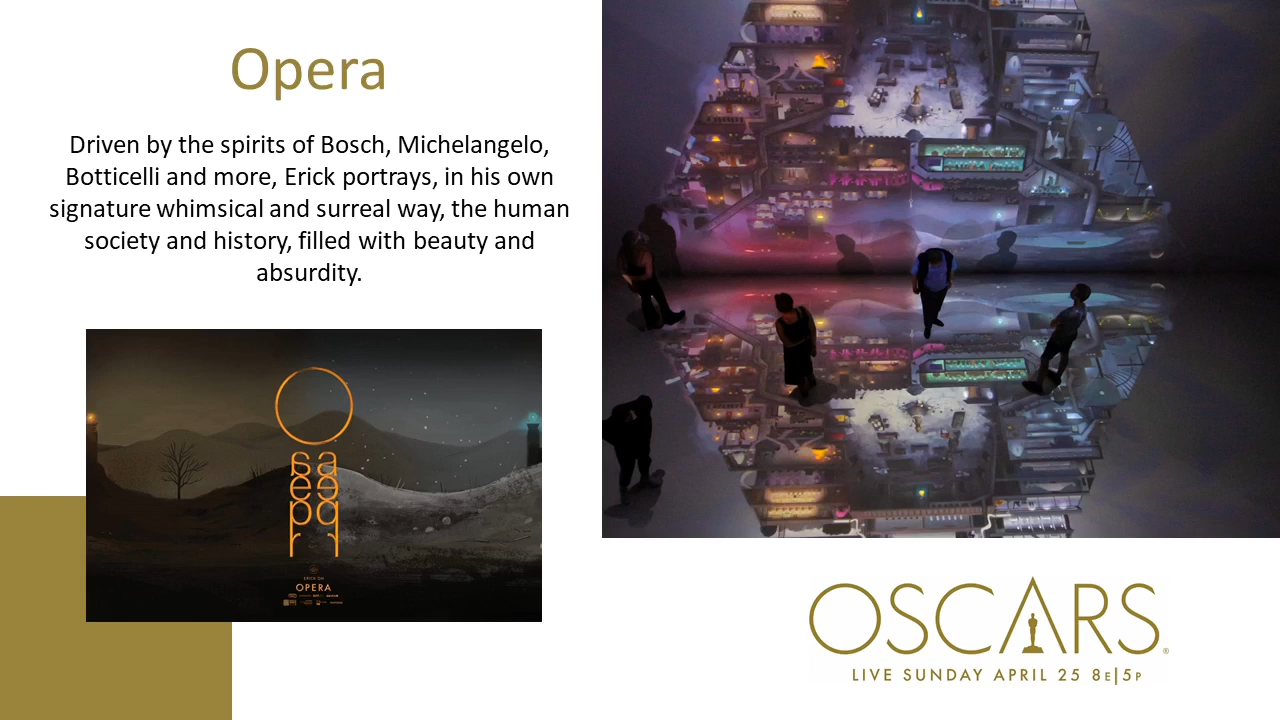 Opera
Driven by the spirits of Bosch, Michelangelo,
Botticelli and more, Erick portrays, in his own
signature whimsical and surreal way, the human
society and history, filled with beauty and
absurdity.
ERICK OH
OPERA
OSCARS®
LIVE SUNDAY APRIL 25 8E|5P